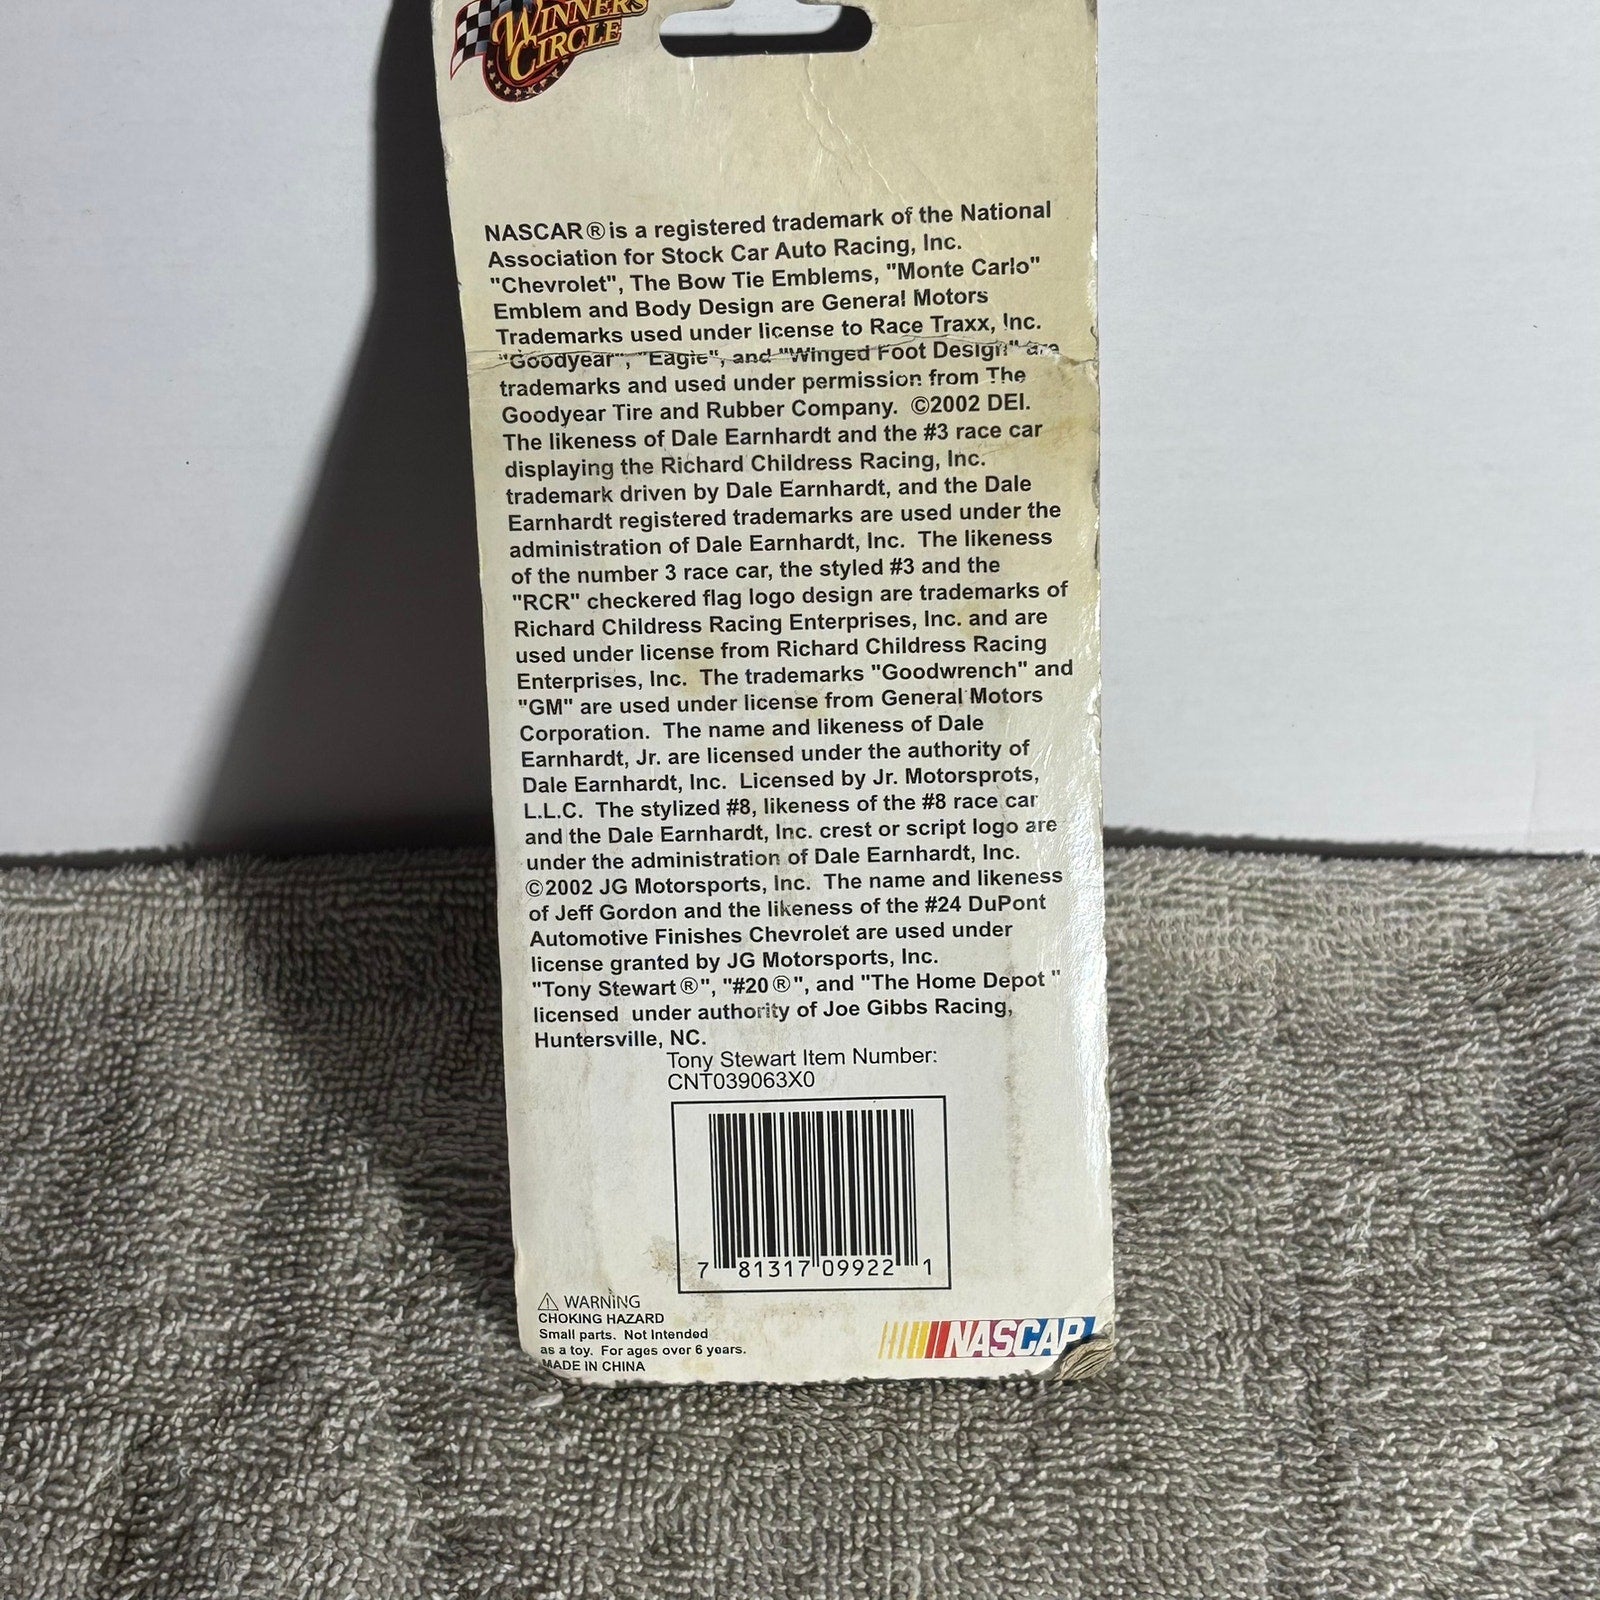 WINNER'S
CIRCLE
NASCAR® is a registered trademark of the National
Association for Stock Car Auto Racing, Inc.
"Chevrolet", The Bow Tie Emblems, "Monte Carlo"
Emblem and Body Design are General Motors
Trademarks used under license to Race Traxx, Inc.
"Goodyear", "Eagle", and "Winged Foot Design" are
trademarks and used under permission from The
Goodyear Tire and Rubber Company.  ©2002 DEI.
The likeness of Dale Earnhardt and the #3 race car
displaying the Richard Childress Racing, Inc.
trademark driven by Dale Earnhardt, and the Dale
Earnhardt registered trademarks are used under the
administration of Dale Earnhardt, Inc.  The likeness
of the number 3 race car, the styled #3 and the
"RCR" checkered flag logo design are trademarks of
Richard Childress Racing Enterprises, Inc. and are
used under license from Richard Childress Racing
Enterprises, Inc.  The trademarks "Goodwrench" and
"GM" are used under license from General Motors
Corporation.  The name and likeness of Dale
Earnhardt, Jr. are licensed under the authority of
Dale Earnhardt, Inc.  Licensed by Jr. Motorsprots,
L.L.C.  The stylized #8, likeness of the #8 race car
and the Dale Earnhardt, Inc. crest or script logo are
under the administration of Dale Earnhardt, Inc.
©2002 JG Motorsports, Inc.  The name and likeness
of Jeff Gordon and the likeness of the #24 DuPont
Automotive Finishes Chevrolet are used under
license granted by JG Motorsports, Inc.
"Tony Stewart®", "#20®", and "The Home Depot "
licensed  under authority of Joe Gibbs Racing,
Huntersville, NC.
Tony Stewart Item Number:
CNT039063X0
7 81317 09922 1
⚠ WARNING
CHOKING HAZARD
Small parts.  Not Intended
as a toy.  For ages over 6 years.
MADE IN CHINA
NASCAR